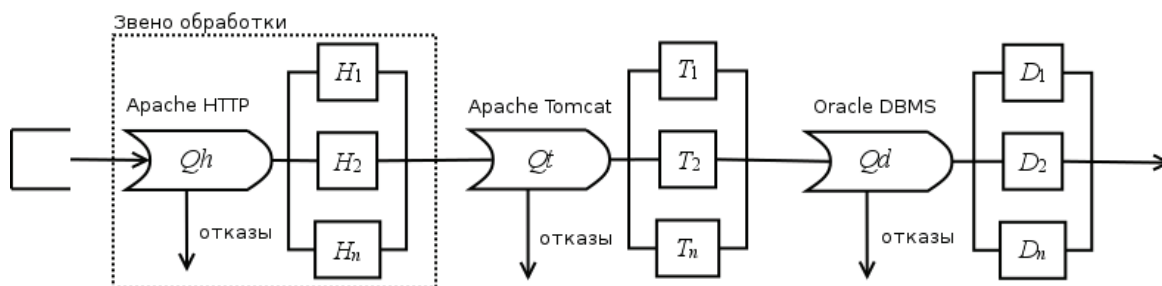 Звено обработки
Apache HTTP
Qh
отказы
H1
H2
Hn
Apache Tomcat
Qt
отказы
T1
T2
Tn
Oracle DBMS
Qd
отказы
D1
D2
Dn